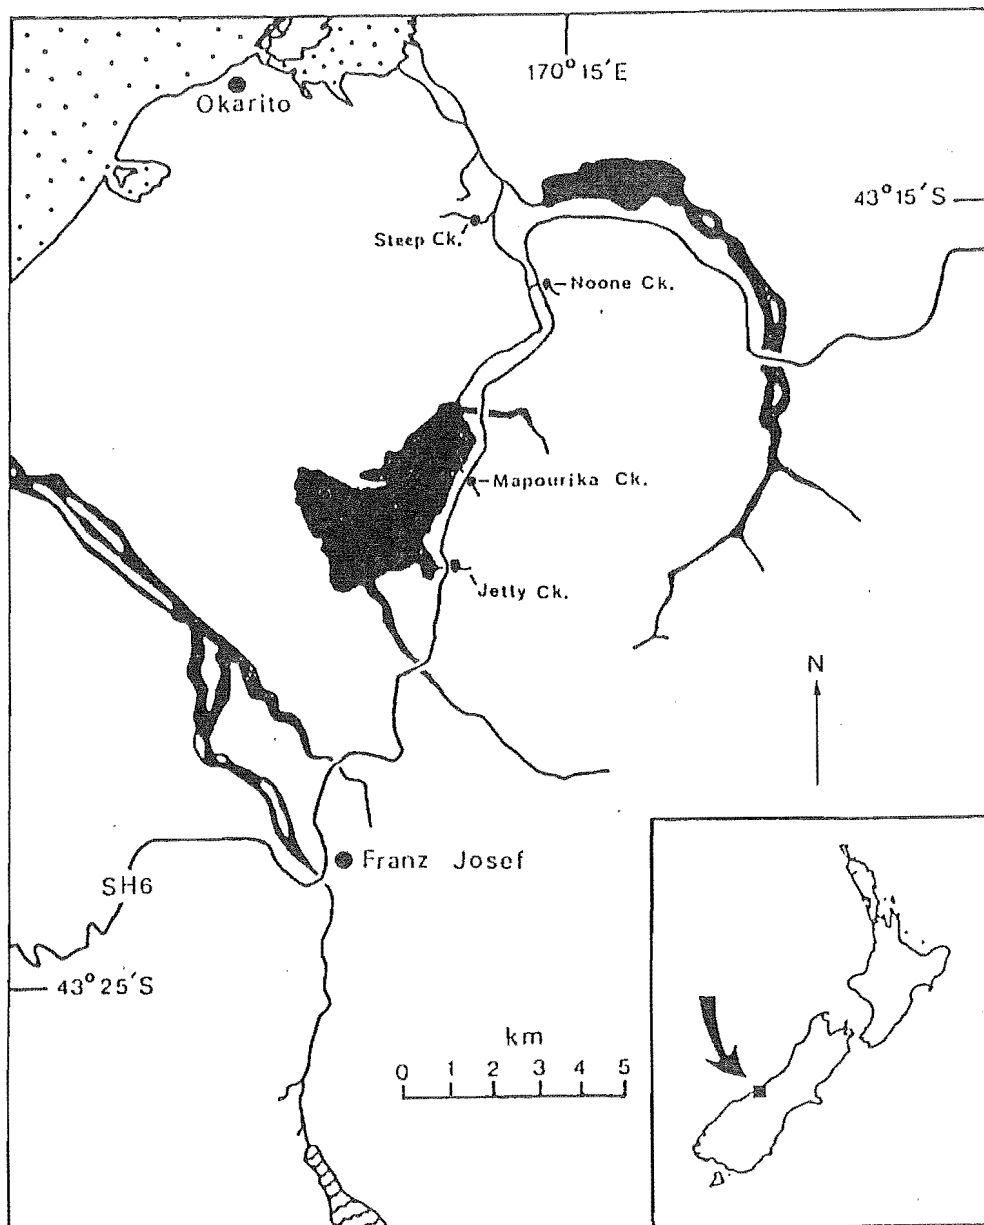 170° 15′E
Okarito
43° 15′S
Steep Ck.
Noone Ck.
Mapourika Ck.
Jetty Ck.
N
Franz Josef
SH6
43° 25′S
km
0 1 2 3 4 5